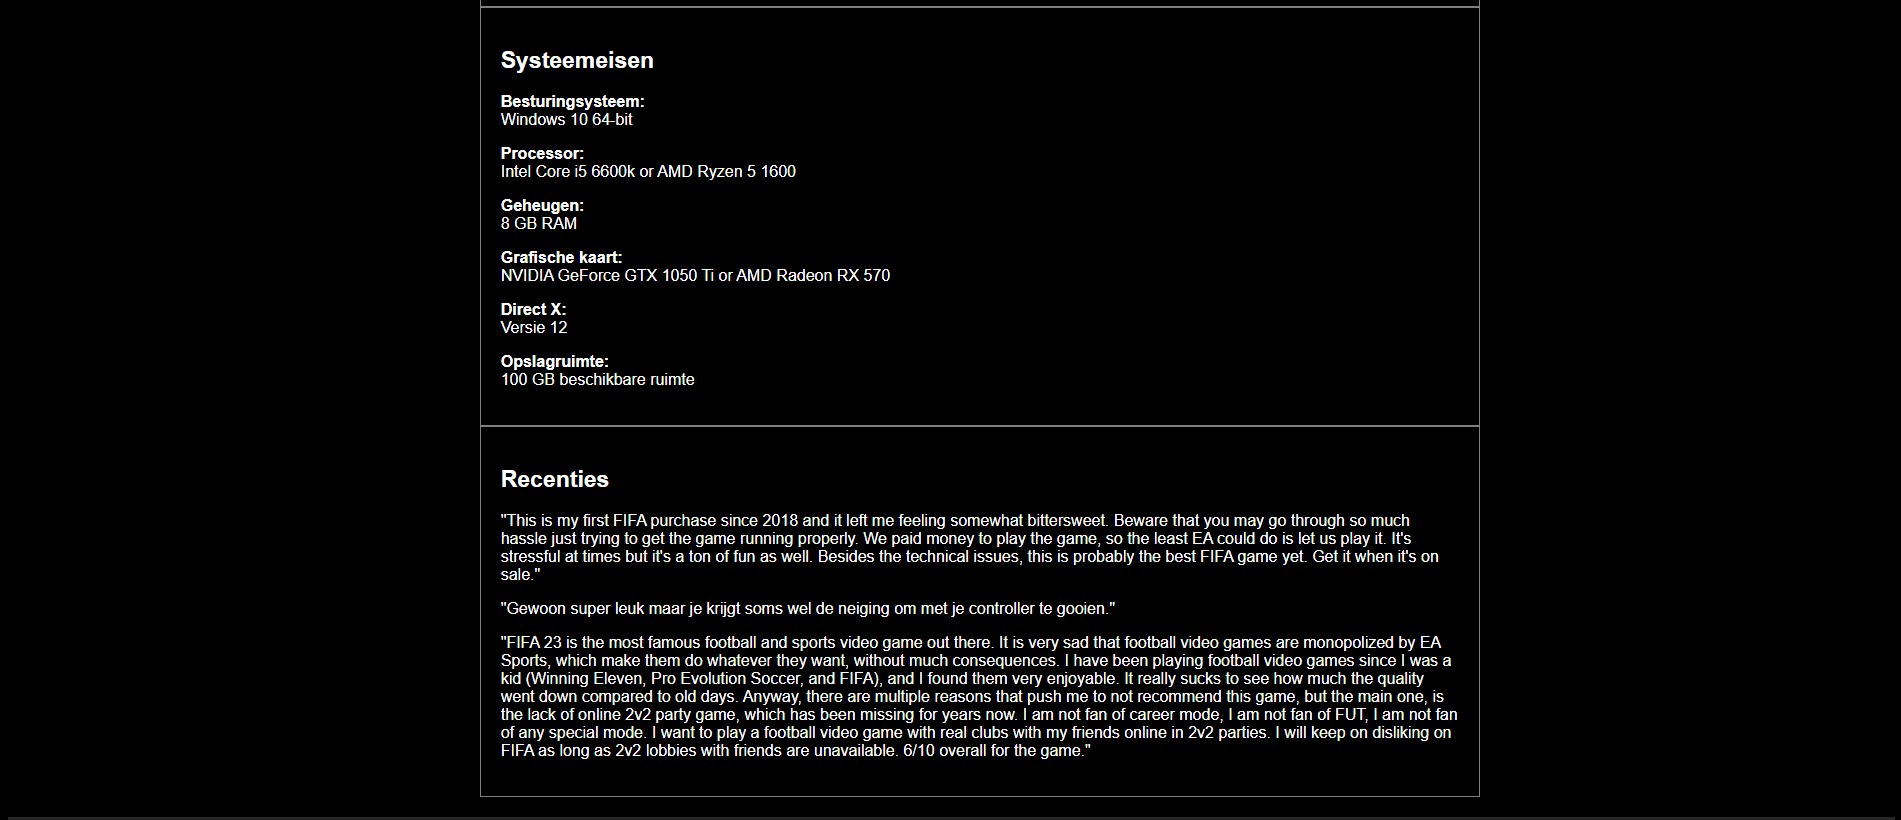 Systeemeisen
Besturingsysteem:
Windows 10 64-bit
Processor:
Intel Core i5 6600k or AMD Ryzen 5 1600
Geheugen:
8 GB RAM
Grafische kaart:
NVIDIA GeForce GTX 1050 Ti or AMD Radeon RX 570
Direct X:
Versie 12
Opslagruimte:
100 GB beschikbare ruimte
Recenties
"This is my first FIFA purchase since 2018 and it left me feeling somewhat bittersweet. Beware that you may go through so much
hassle just trying to get the game running properly. We paid money to play the game, so the least EA could do is let us play it. It's
stressful at times but it's a ton of fun as well. Besides the technical issues, this is probably the best FIFA game yet. Get it when it's on
sale."
"Gewoon super leuk maar je krijgt soms wel de neiging om met je controller te gooien."
"FIFA 23 is the most famous football and sports video game out there. It is very sad that football video games are monopolized by EA
Sports, which make them do whatever they want, without much consequences. I have been playing football video games since I was a
kid (Winning Eleven, Pro Evolution Soccer, and FIFA), and I found them very enjoyable. It really sucks to see how much the quality
went down compared to old days. Anyway, there are multiple reasons that push me to not recommend this game, but the main one, is
the lack of online 2v2 party game, which has been missing for years now. I am not fan of career mode, I am not fan of FUT, I am not fan
of any special mode. I want to play a football video game with real clubs with my friends online in 2v2 parties. I will keep on disliking on
FIFA as long as 2v2 lobbies with friends are unavailable. 6/10 overall for the game."